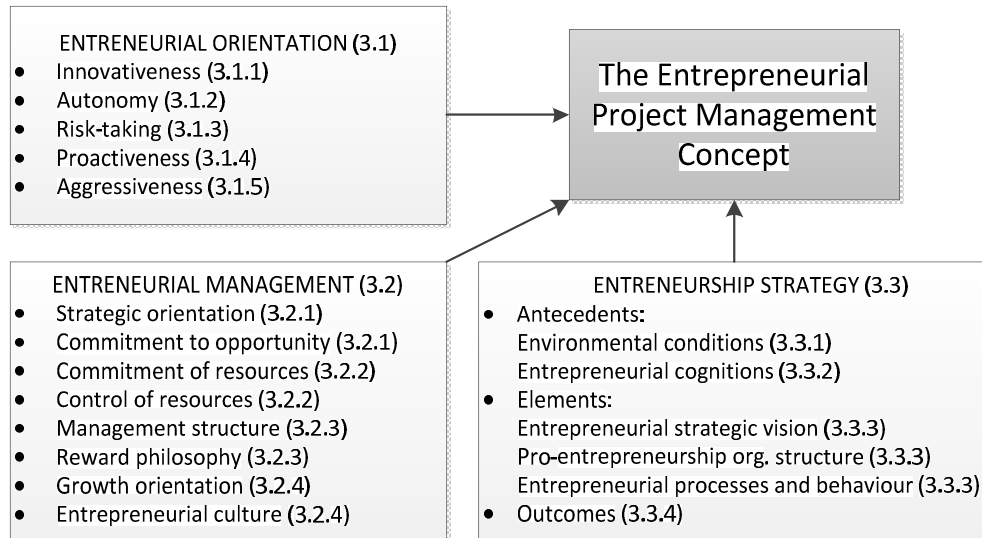 ENTRENEURIAL ORIENTATION (3.1)
• Innovativeness (3.1.1)
• Autonomy (3.1.2)
• Risk-taking (3.1.3)
• Proactiveness (3.1.4)
• Aggressiveness (3.1.5)
The Entrepreneurial
Project Management
Concept
ENTRENEURIAL MANAGEMENT (3.2)
• Strategic orientation (3.2.1)
• Commitment to opportunity (3.2.1)
• Commitment of resources (3.2.2)
• Control of resources (3.2.2)
• Management structure (3.2.3)
• Reward philosophy (3.2.3)
• Growth orientation (3.2.4)
• Entrepreneurial culture (3.2.4)
ENTRENEURSHIP STRATEGY (3.3)
• Antecedents:
Environmental conditions (3.3.1)
Entrepreneurial cognitions (3.3.2)
• Elements:
Entrepreneurial strategic vision (3.3.3)
Pro-entrepreneurship org. structure (3.3.3)
Entrepreneurial processes and behaviour (3.3.3)
• Outcomes (3.3.4)